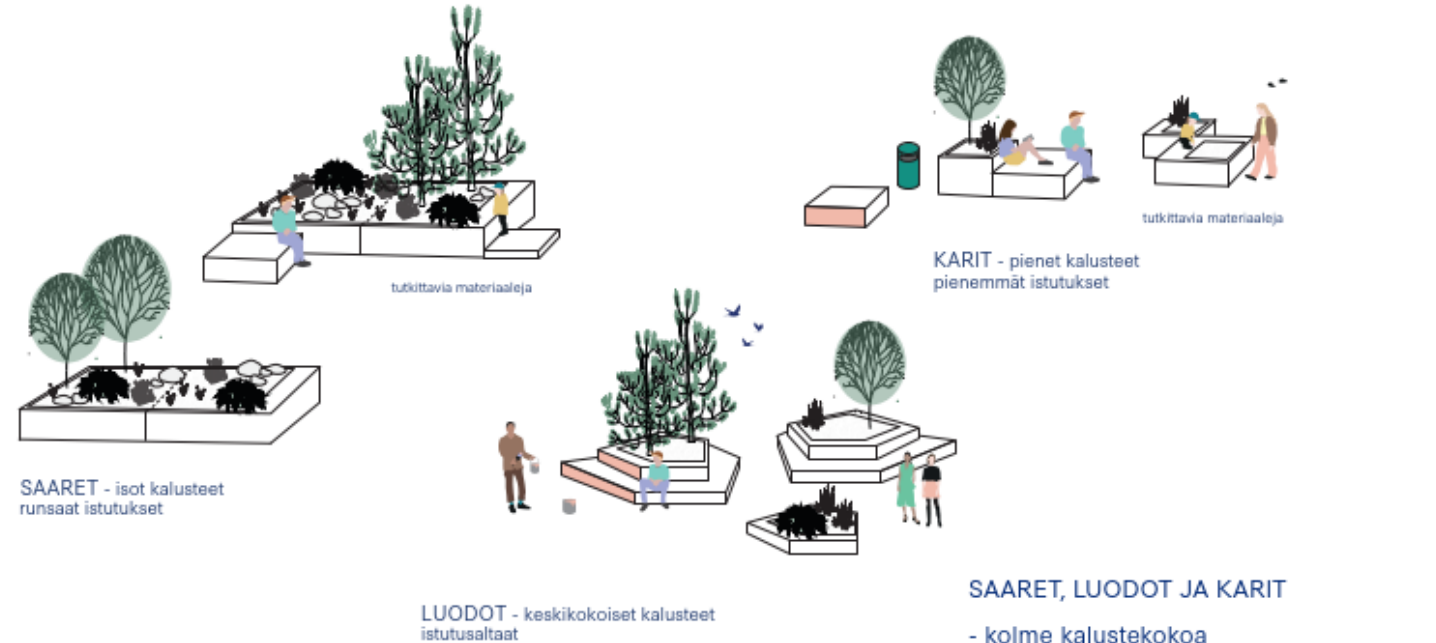 tutkittavia materiaaleja
KARIT - pienet kalusteet
pienemmät istutukset
tutkittavia materiaaleja
SAARET - isot kalusteet
runsaat istutukset
LUODOT - keskikokoiset kalusteet
istutusaltaat
SAARET, LUODOT JA KARIT
- kolme kalustekokoa